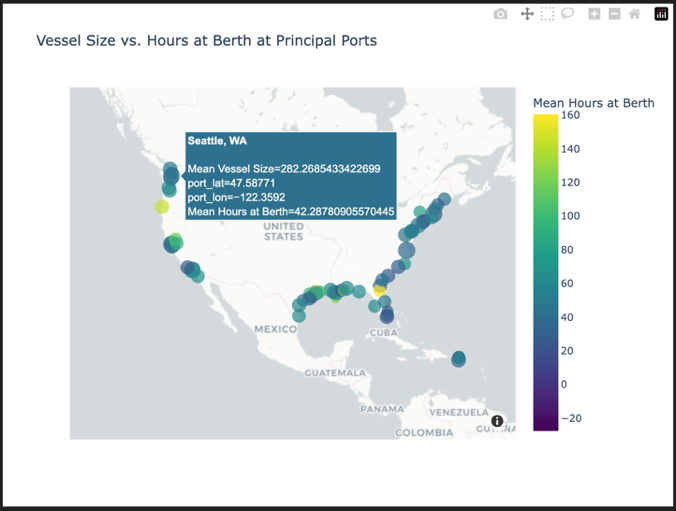 Vessel Size vs. Hours at Berth at Principal Ports
Mean Hours at Berth
160
140
120
100
80
60
40
20
0
−20
Seattle, WA
Mean Vessel Size=282.2685433422699
port_lat=47.58771
port_lon=−122.3592
Mean Hours at Berth=42.28780905570445
UNITED
STATES
MEXICO
CUBA
GUATEMALA
PANAMA
VENEZUELA
COLOMBIA